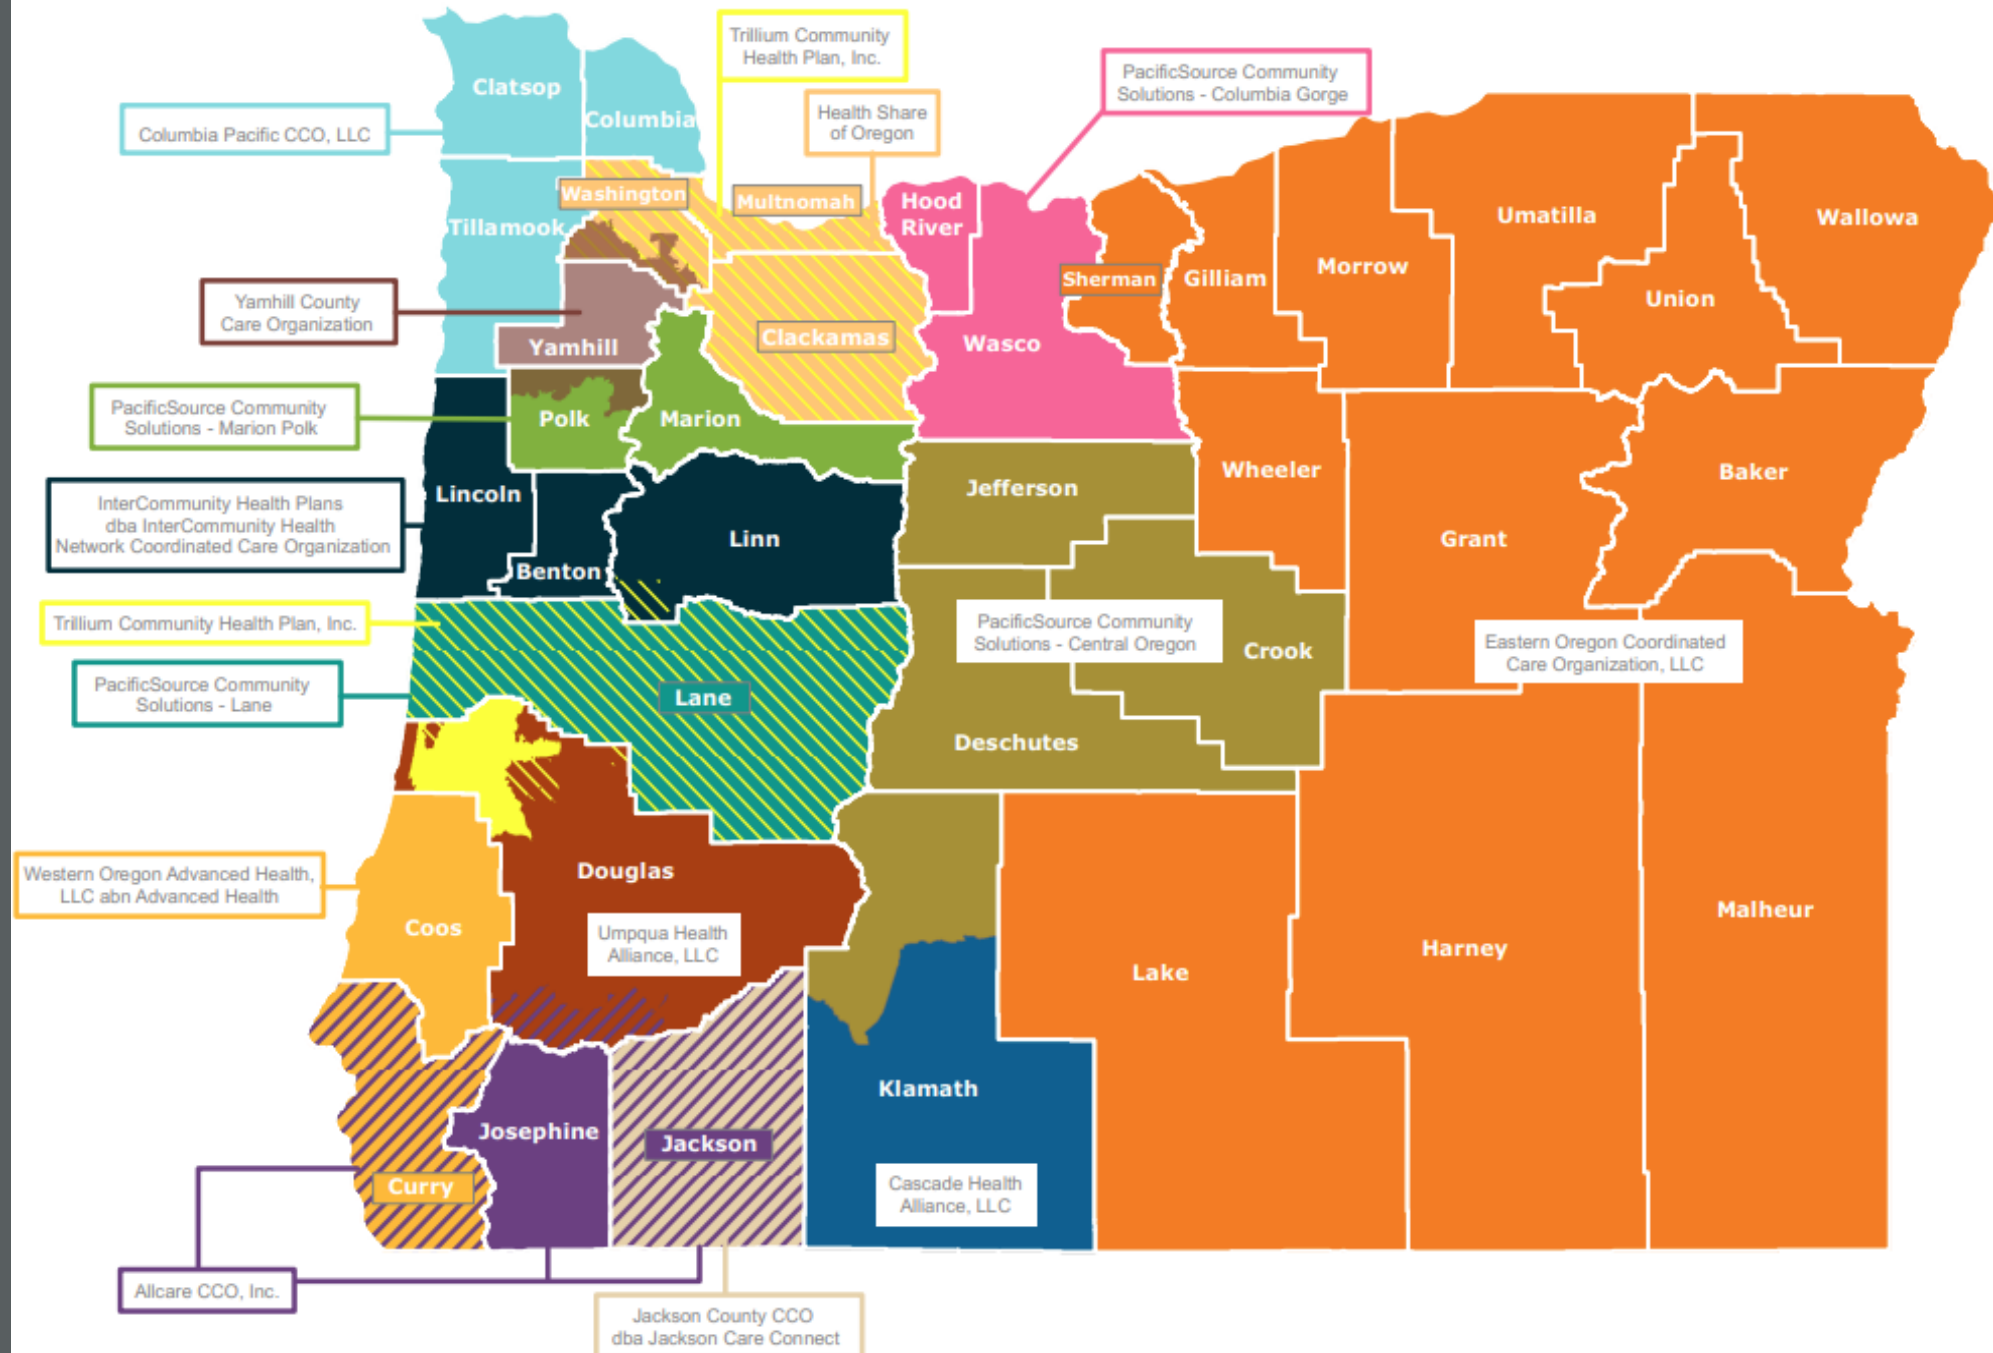 Trillium Community
Health Plan, Inc.
PacificSource Community
Solutions - Columbia Gorge
Clatsop
Columbia
Health Share
of Oregon
Columbia Pacific CCO, LLC
Washington
Multnomah
Hood
River
Tillamook
Umatilla
Wallowa
Sherman
Gilliam
Morrow
Union
Yamhill County
Care Organization
Yamhill
Clackamas
Wasco
PacificSource Community
Solutions - Marion Polk
Polk
Marion
Wheeler
Baker
InterCommunity Health Plans
dba InterCommunity Health
Network Coordinated Care Organization
Lincoln
Jefferson
Linn
Grant
Benton
Trillium Community Health Plan, Inc.
PacificSource Community
Solutions - Central Oregon
Crook
Eastern Oregon Coordinated
Care Organization, LLC
PacificSource Community
Solutions - Lane
Lane
Deschutes
Western Oregon Advanced Health,
LLC abn Advanced Health
Douglas
Coos
Umpqua Health
Alliance, LLC
Malheur
Harney
Lake
Klamath
Josephine
Jackson
Curry
Cascade Health
Alliance, LLC
Allcare CCO, Inc.
Jackson County CCO
dba Jackson Care Connect